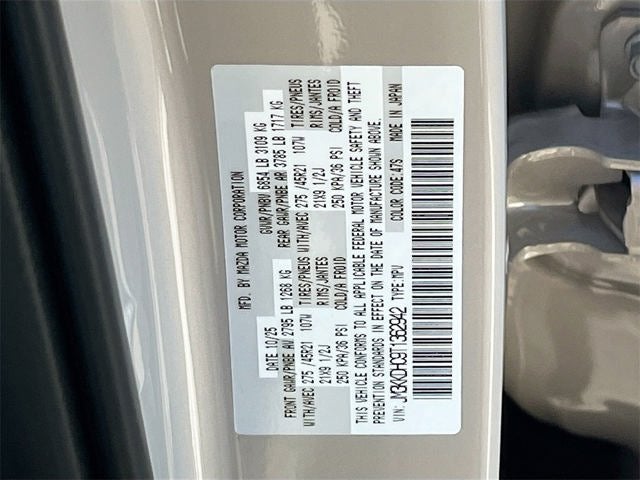 MFD. BY MAZDA MOTOR CORPORATION
DATE 10/25 GVWR/PNBV 6854 LB 3109 KG
FRONT GAWR/PNBE AV 2795 LB 1268 KG REAR GAWR/PNBE AR 3785 LB 1717 KG
WITH/AVEC 275 /45R21 107W TIRES/PNEUS WITH/AVEC 275 /45R21 107W TIRES/PNEUS
21X9 1/2J RIMS/JANTES 21X9 1/2J RIMS/JANTES
250 KPA/36 PSI COLD/A FROID 250 KPA/36 PSI COLD/A FROID
THIS VEHICLE CONFORMS TO ALL APPLICABLE FEDERAL MOTOR VEHICLE SAFETY AND THEFT
PREVENTION STANDARDS IN EFFECT ON THE DATE OF MANUFACTURE SHOWN ABOVE.
COLOR CODE:47S MADE IN JAPAN
VIN: JM3KKDHC9T1362942 TYPE:MPV